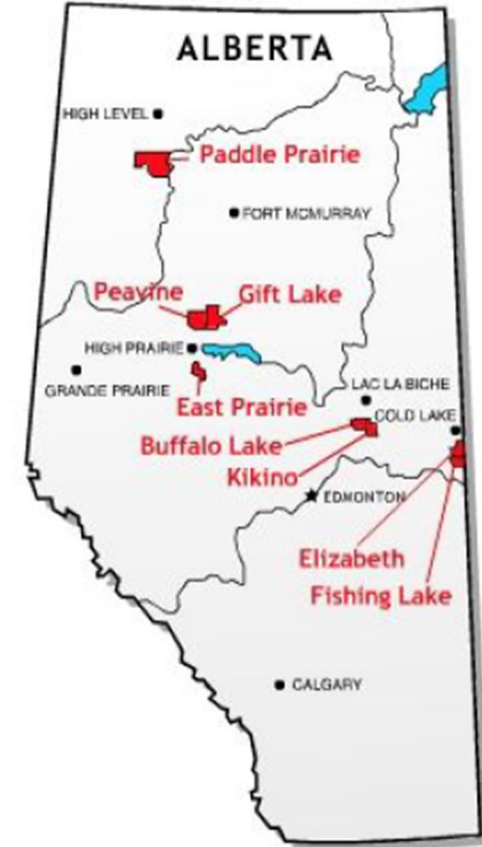 ALBERTA
HIGH LEVEL
Paddle Prairie
FORT MCMURRAY
Peavine
Gift Lake
HIGH PRAIRIE
GRANDE PRAIRIE
LAC LA BICHE
East Prairie
COLD LAKE
Buffalo Lake
Kikino
EDMONTON
Elizabeth
Fishing Lake
CALGARY